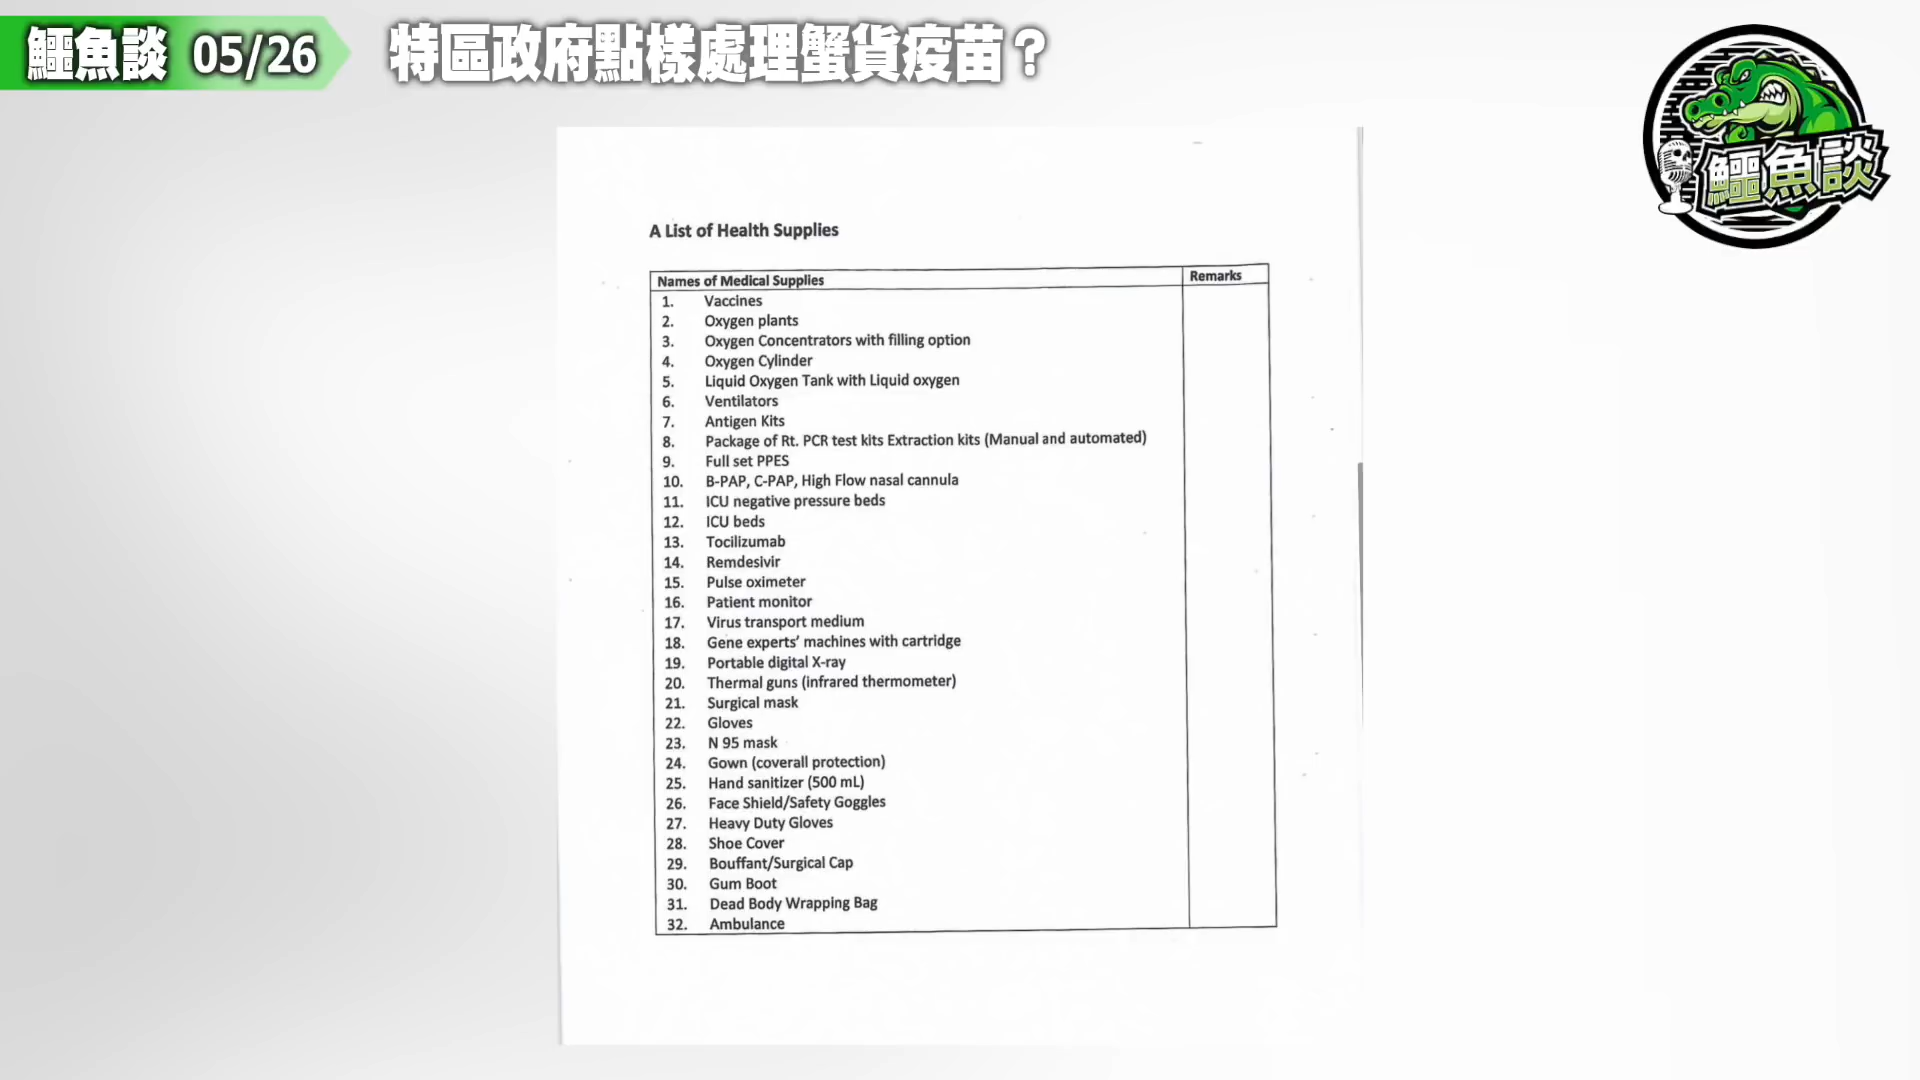 鱷魚談 05/26 特區政府點樣處理蟹貨疫苗？
鱷魚談
A List of Health Supplies
Names of Medical Supplies Remarks
1. Vaccines
2. Oxygen plants
3. Oxygen Concentrators with filling option
4. Oxygen Cylinder
5. Liquid Oxygen Tank with Liquid oxygen
6. Ventilators
7. Antigen Kits
8. Package of Rt. PCR test kits Extraction kits (Manual and automated)
9. Full set PPES
10. B-PAP, C-PAP, High Flow nasal cannula
11. ICU negative pressure beds
12. ICU beds
13. Tocilizumab
14. Remdesivir
15. Pulse oximeter
16. Patient monitor
17. Virus transport medium
18. Gene experts' machines with cartridge
19. Portable digital X-ray
20. Thermal guns (infrared thermometer)
21. Surgical mask
22. Gloves
23. N 95 mask
24. Gown (coverall protection)
25. Hand sanitizer (500 mL)
26. Face Shield/Safety Goggles
27. Heavy Duty Gloves
28. Shoe Cover
29. Bouffant/Surgical Cap
30. Gum Boot
31. Dead Body Wrapping Bag
32. Ambulance